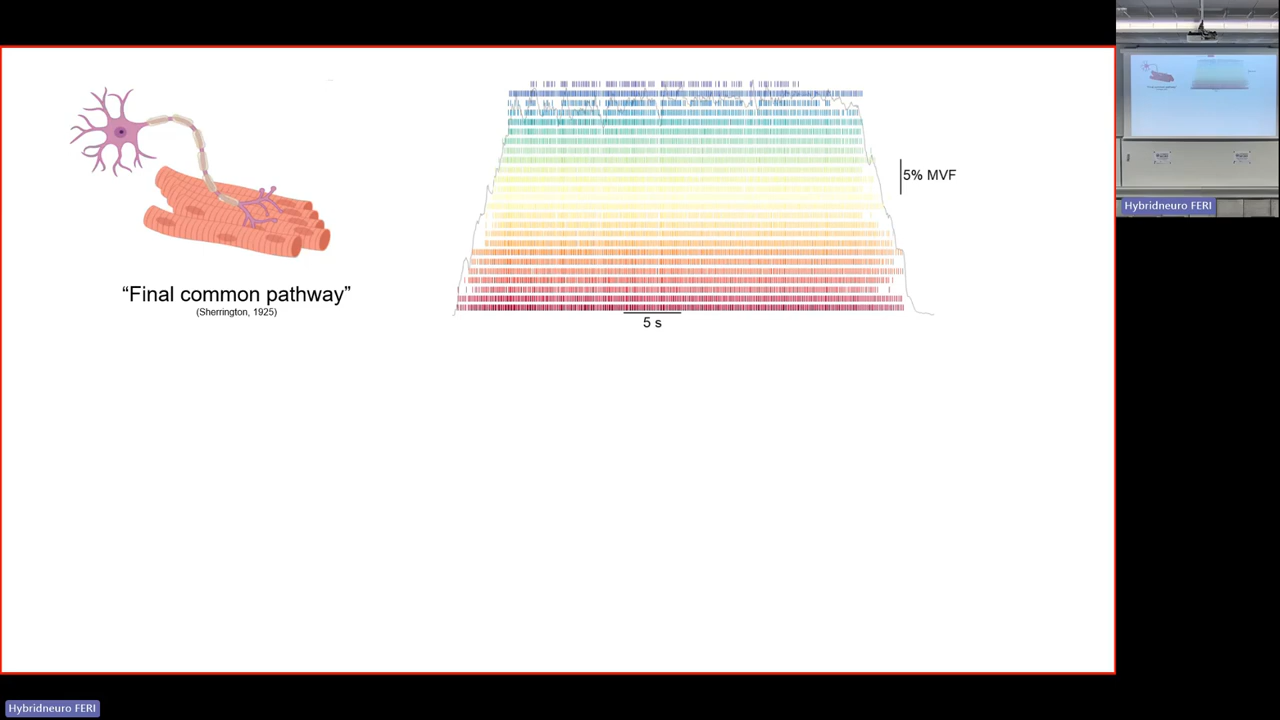 5% MVF
"Final common pathway"
(Sherrington, 1925)
5 s
Hybridneuro FERI
Hybridneuro FERI